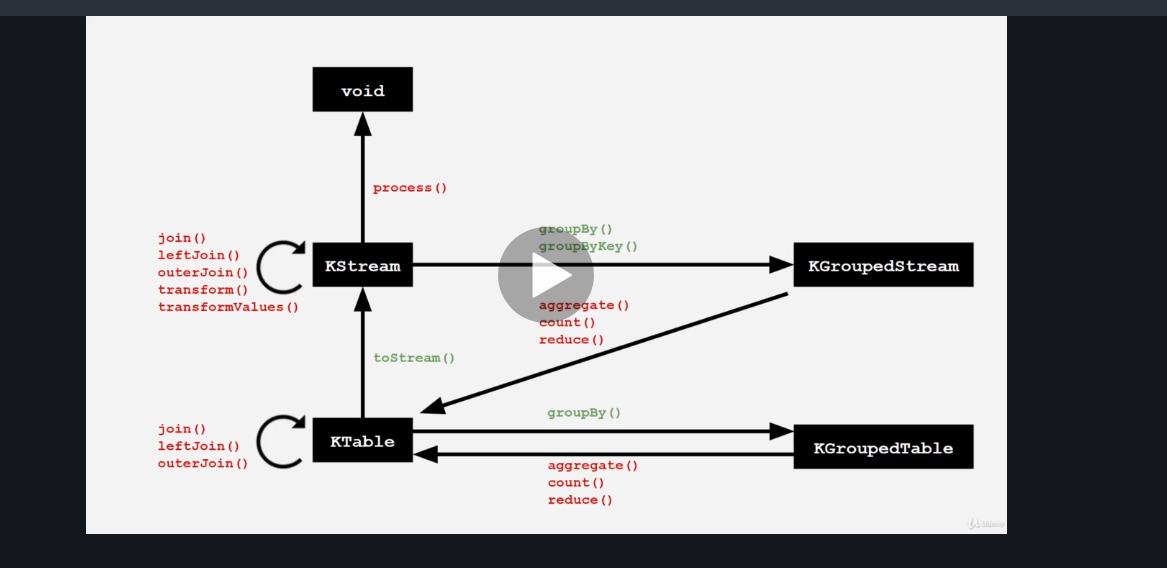 void
process()
join()
leftJoin()
outerJoin()
transform()
transformValues()
KStream
groupBy()
groupByKey()
KGroupedStream
aggregate()
count()
reduce()
toStream()
join()
leftJoin()
outerJoin()
KTable
groupBy()
KGroupedTable
aggregate()
count()
reduce()
Udemy